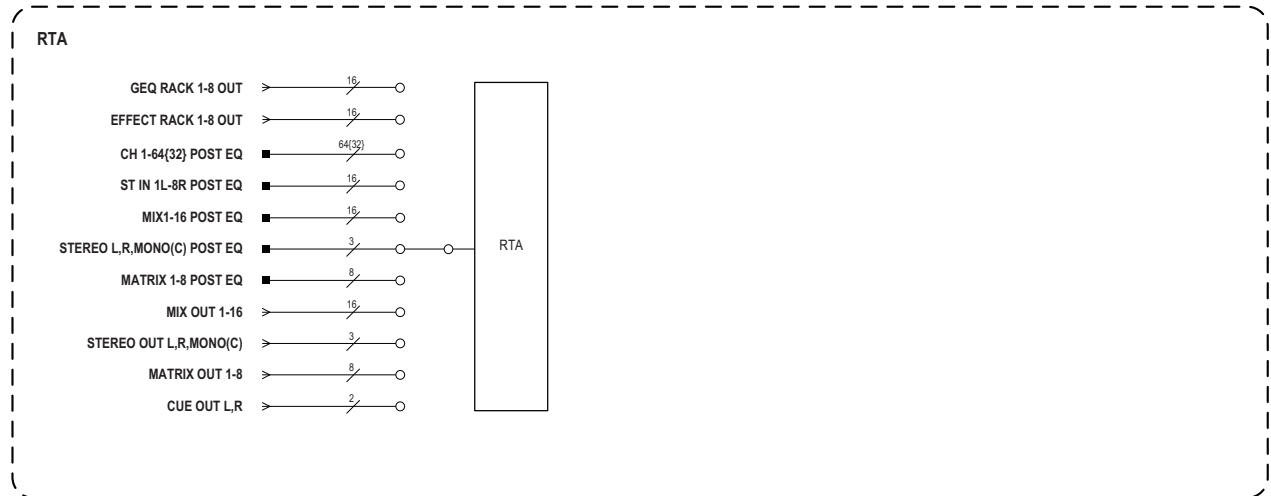 RTA
GEQ RACK 1-8 OUT 16
EFFECT RACK 1-8 OUT 16
CH 1-64{32} POST EQ 64{32}
ST IN 1L-8R POST EQ 16
MIX1-16 POST EQ 16
STEREO L,R,MONO(C) POST EQ 3 RTA
MATRIX 1-8 POST EQ 8
MIX OUT 1-16 16
STEREO OUT L,R,MONO(C) 3
MATRIX OUT 1-8 8
CUE OUT L,R 2